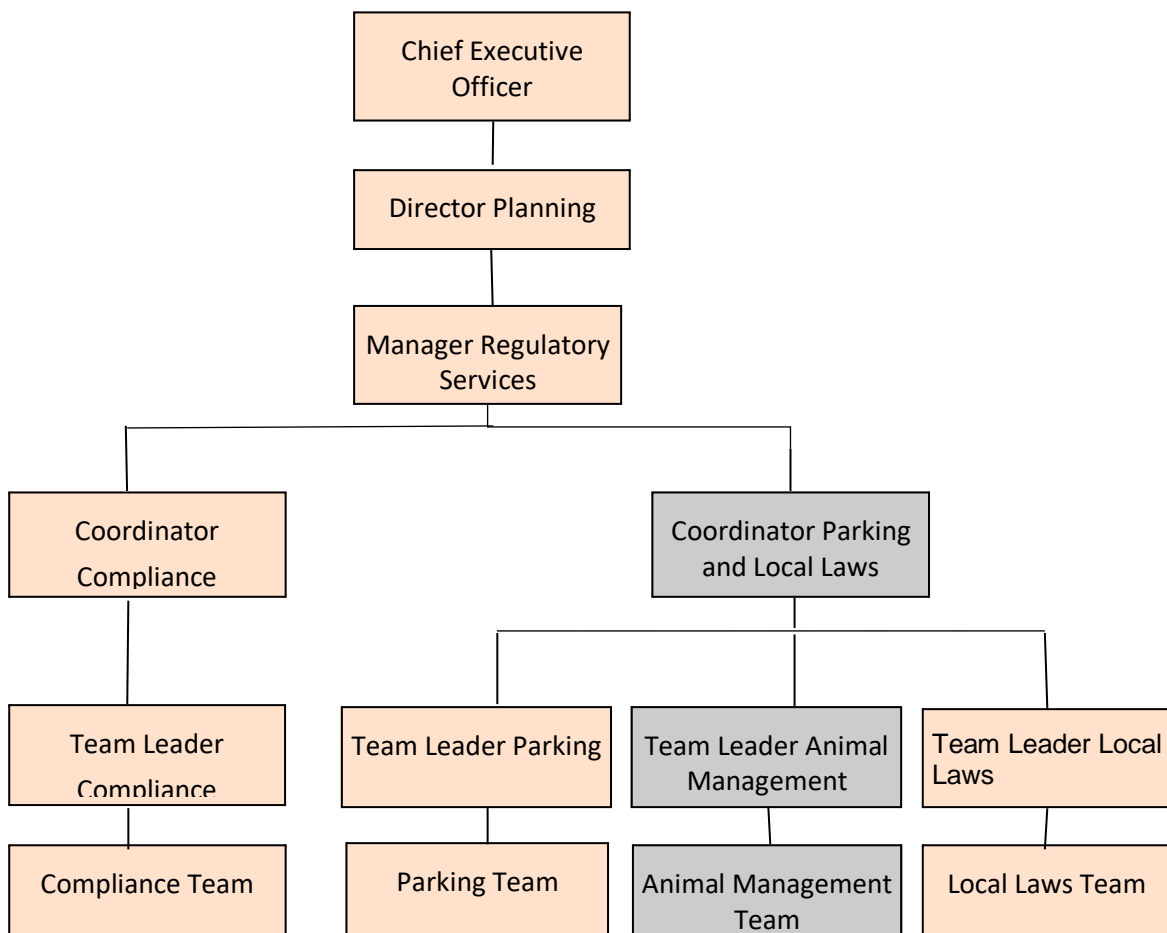 Chief Executive
Officer
Director Planning
Manager Regulatory
Services
Coordinator
Compliance
Coordinator Parking
and Local Laws
Team Leader
Compliance
Team Leader Parking
Team Leader Animal
Management
Team Leader Local
Laws
Compliance Team
Parking Team
Animal Management
Team
Local Laws Team